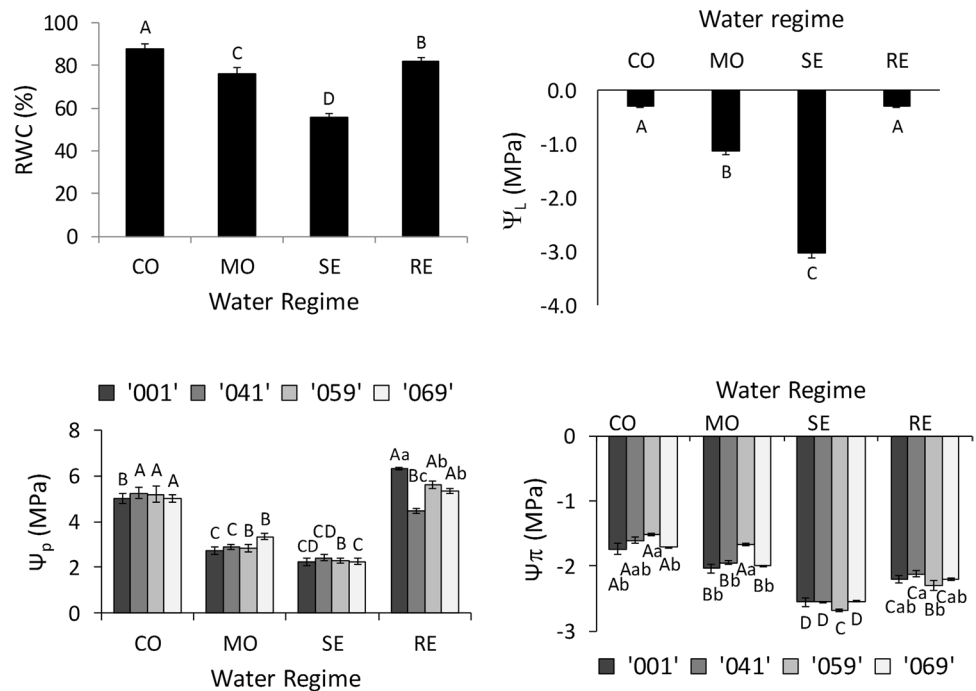 100
80
60
40
20
0
RWC (%)
A
C
D
B
CO MO SE RE
Water Regime
Water regime
CO MO SE RE
0.0
-1.0
-2.0
-3.0
-4.0
ΨL (MPa)
A
B
C
A
'001' '041' '059' '069'
8
6
4
2
0
Ψp (MPa)
B A A A
C C B B
CD CD B C
Aa Bc Ab Ab
CO MO SE RE
Water Regime
Water Regime
CO MO SE RE
0
-1
-2
-3
Ψπ (MPa)
Ab Aab Aa Ab
Bb Bb Aa Bb
D D C D
Cab Ca Bb Cab
'001' '041' '059' '069'